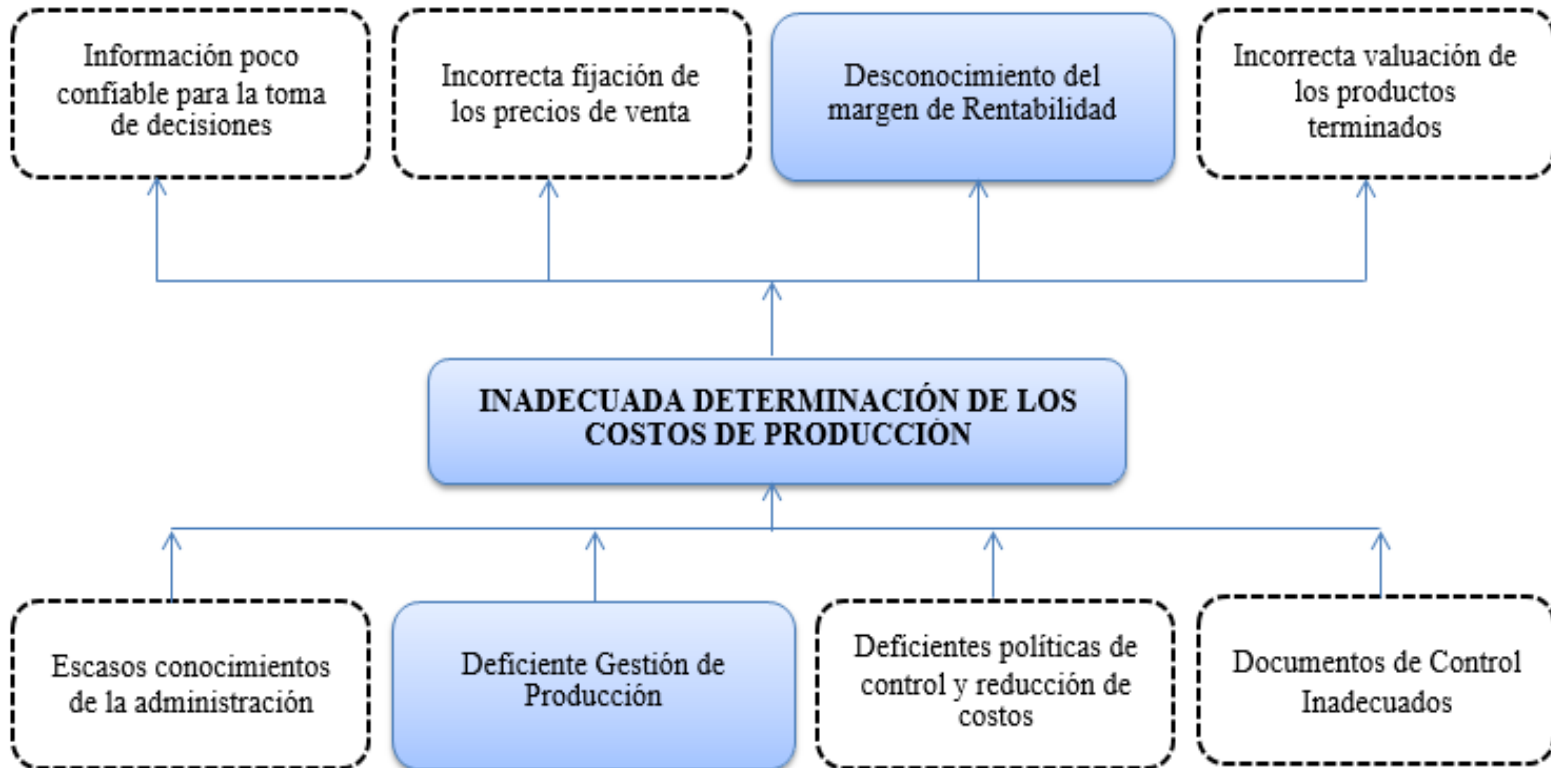 Información poco
confiable para la toma
de decisiones
Incorrecta fijación de
los precios de venta
Desconocimiento del
margen de Rentabilidad
Incorrecta valuación de
los productos
terminados
INADECUADA DETERMINACIÓN DE LOS
COSTOS DE PRODUCCIÓN
Escasos conocimientos
de la administración
Deficiente Gestión de
Producción
Deficientes políticas de
control y reducción de
costos
Documentos de Control
Inadecuados